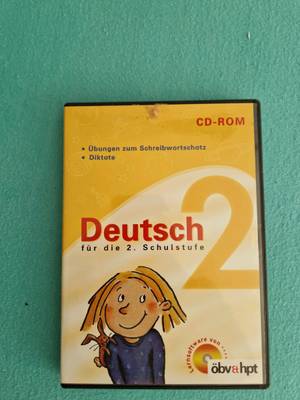 CD-ROM
• Übungen zum Schreibwortschatz
• Diktate
2
Deutsch
für die 2. Schulstufe
Lernsoftware von ....
öbv&hpt